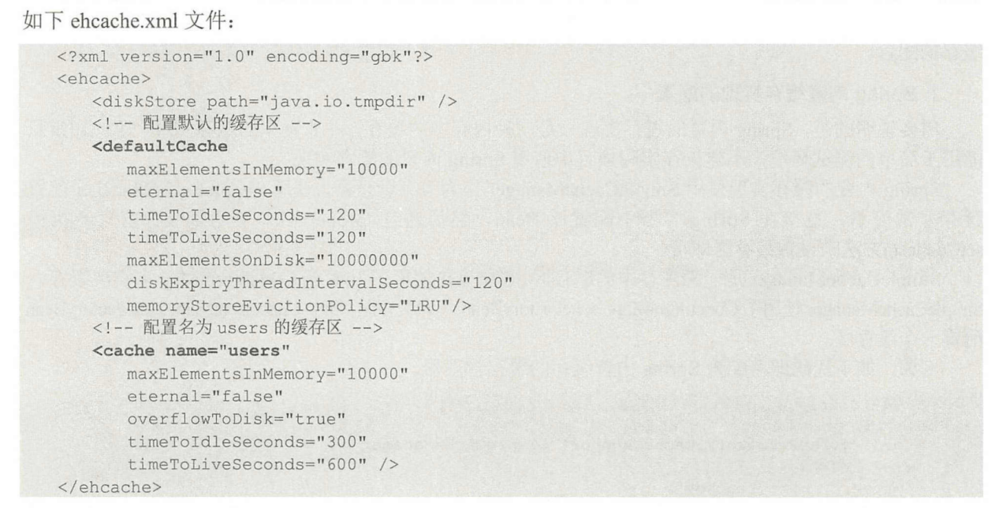 如下 ehcache.xml 文件：
<?xml version="1.0" encoding="gbk"?>
<ehcache>
<diskStore path="java.io.tmpdir" />
<!-- 配置默认的缓存区 -->
<defaultCache
maxElementsInMemory="10000"
eternal="false"
timeToIdleSeconds="120"
timeToLiveSeconds="120"
maxElementsOnDisk="10000000"
diskExpiryThreadIntervalSeconds="120"
memoryStoreEvictionPolicy="LRU"/>
<!-- 配置名为 users 的缓存区 -->
<cache name="users"
maxElementsInMemory="10000"
eternal="false"
overflowToDisk="true"
timeToIdleSeconds="300"
timeToLiveSeconds="600" />
</ehcache>